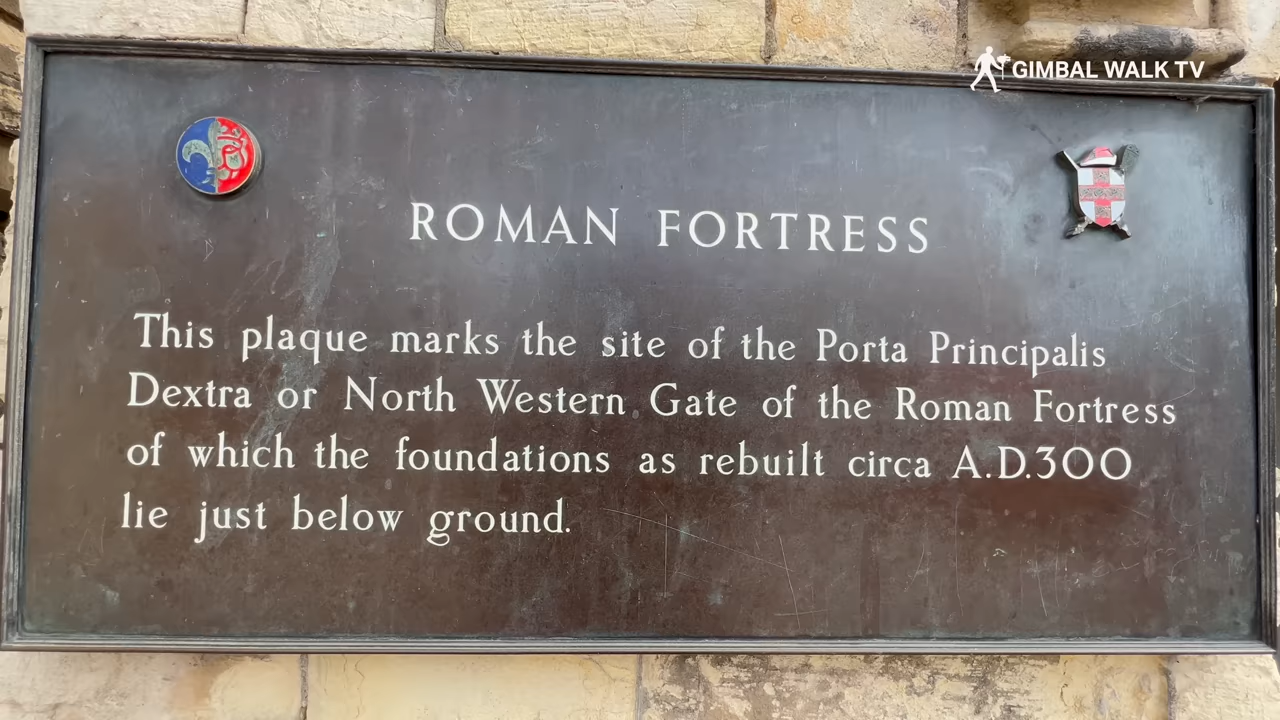 GIMBAL WALK TV
ROMAN FORTRESS
This plaque marks the site of the Porta Principalis
Dextra or North Western Gate of the Roman Fortress
of which the foundations as rebuilt circa A.D.300
lie just below ground.